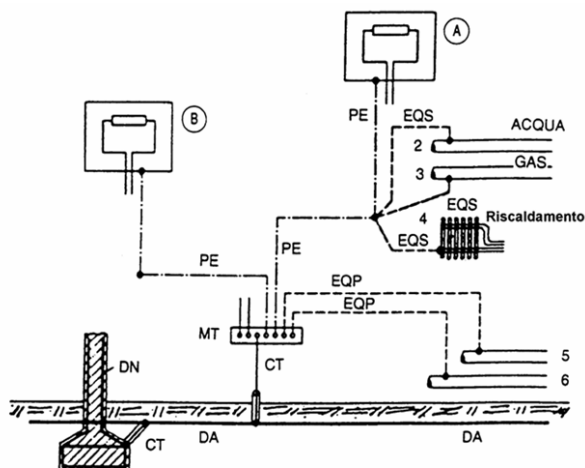 A
B
PE
EQS
ACQUA
2
GAS
3
EQS
4
Riscaldamento
EQS
PE
PE
EQP
EQP
MT
CT
5
DN
6
CT
DA
DA